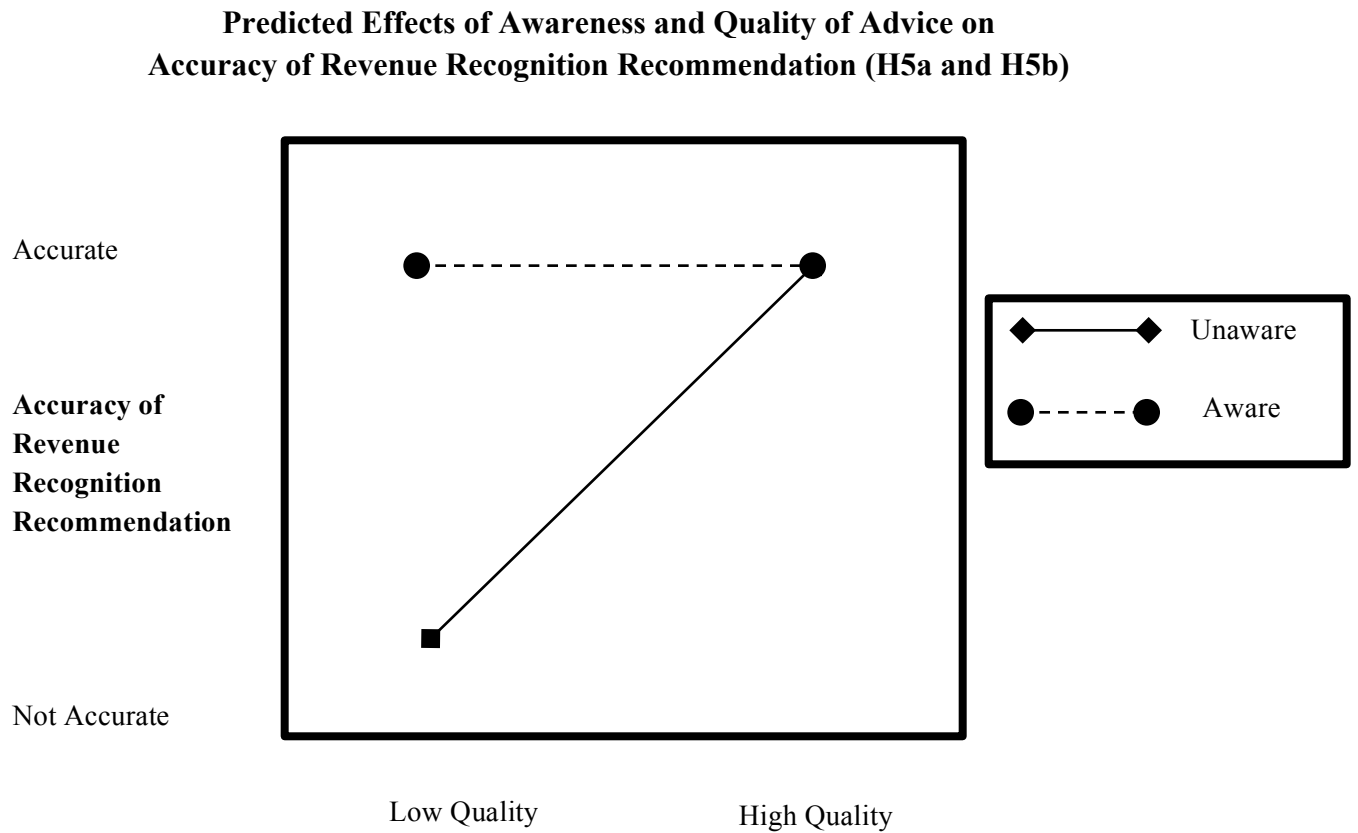 Predicted Effects of Awareness and Quality of Advice on
Accuracy of Revenue Recognition Recommendation (H5a and H5b)
Accurate
Accuracy of
Revenue
Recognition
Recommendation
Not Accurate
Low Quality
High Quality
Unaware
Aware